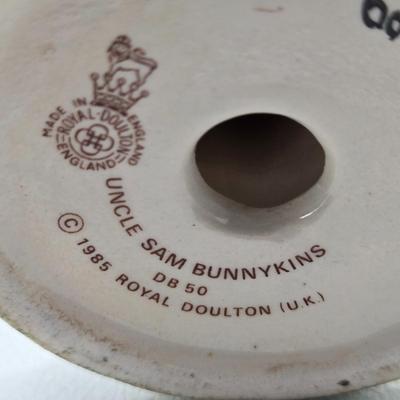 MADE IN ENGLAND
ROYAL·DOULTON
ENGLAND
UNCLE SAM BUNNYKINS
DB 50
© 1985 ROYAL DOULTON (U.K.)